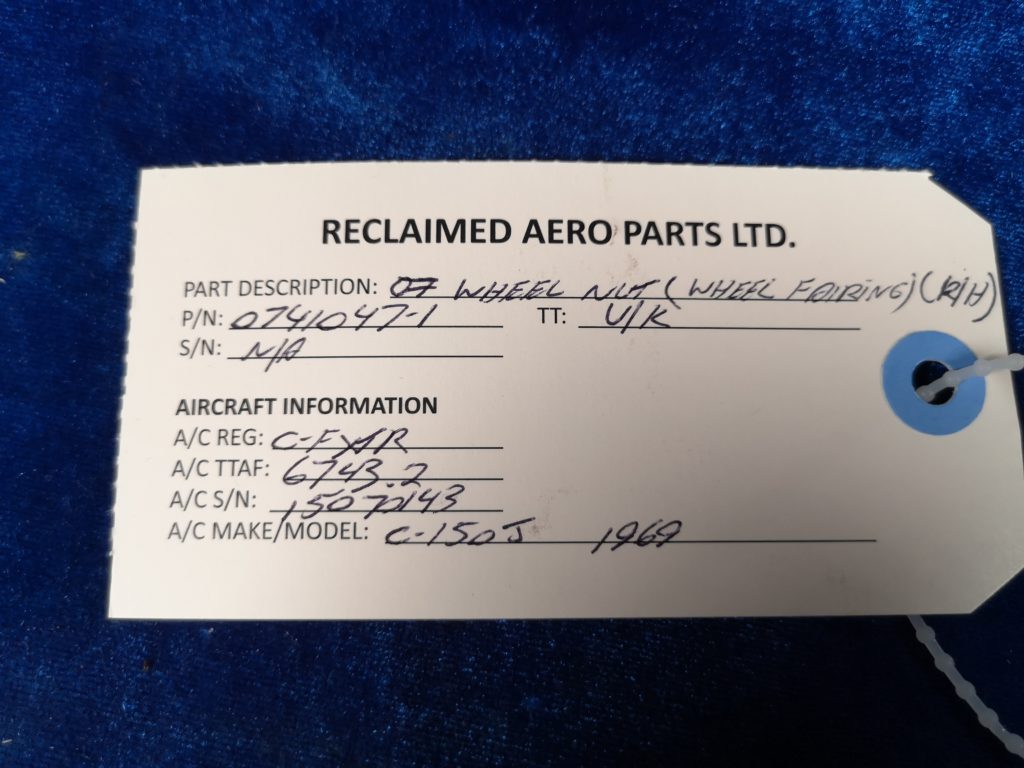 RECLAIMED AERO PARTS LTD.
PART DESCRIPTION: WHEEL NUT (WHEEL FAIRING) (R/H)
P/N: 0741047-1 TT: U/K
S/N: N/A
AIRCRAFT INFORMATION
A/C REG:
A/C TTAF: 6743.2
A/C S/N: 15070143
A/C MAKE/MODEL: C-150J 1969